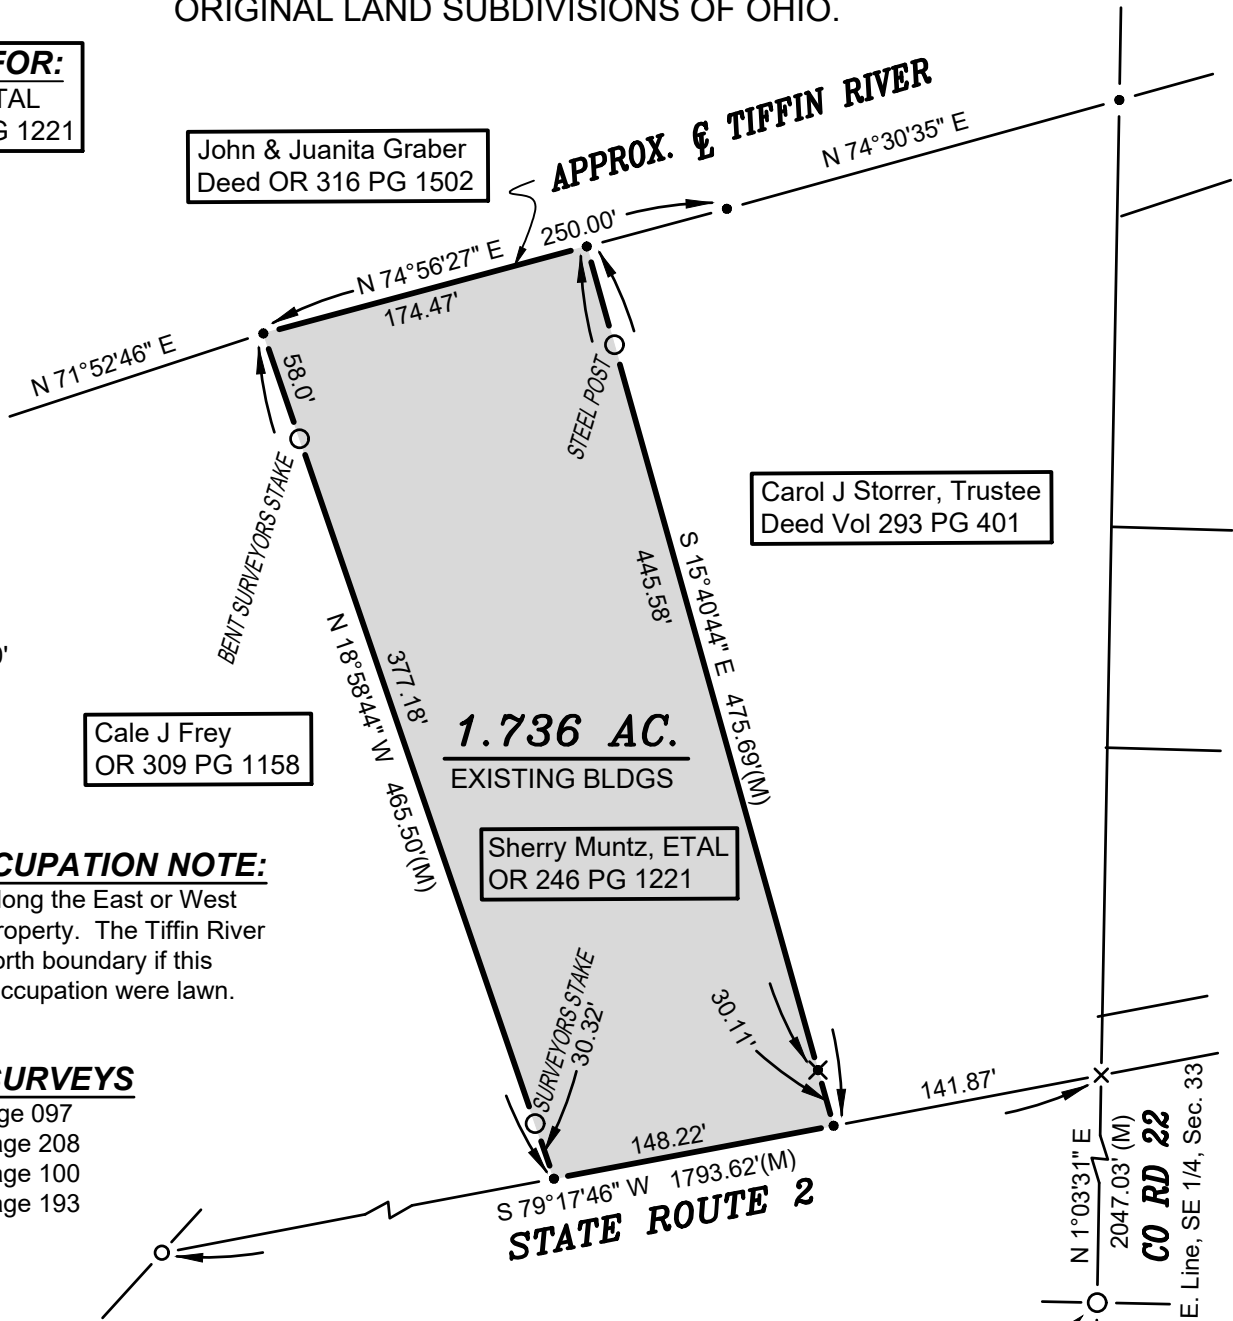 ORIGINAL LAND SUBDIVISIONS OF OHIO.
FOR:
TAL
G 1221
John & Juanita Graber
Deed OR 316 PG 1502
APPROX. ℄ TIFFIN RIVER
N 74°30'35" E
250.00'
N 74°56'27" E
174.47'
N 71°52'46" E
58.0'
STEEL POST
BENT SURVEYORS STAKE
Carol J Storrer, Trustee
Deed Vol 293 PG 401
S 15°40'44" E 475.69'(M)
445.58'
N 18°58'44" W 465.50'(M)
377.18'
'
Cale J Frey
OR 309 PG 1158
1.736 AC.
EXISTING BLDGS
Sherry Muntz, ETAL
OR 246 PG 1221
CUPATION NOTE:
long the East or West
roperty. The Tiffin River
orth boundary if this
ccupation were lawn.
SURVEYORS STAKE
30.32'
30.11'
SURVEYS
ge 097
age 208
age 100
age 193
148.22'
141.87'
S 79°17'46" W 1793.62'(M)
STATE ROUTE 2
N 1°03'31" E
2047.03' (M)
CO RD 22
E. Line, SE 1/4, Sec. 33